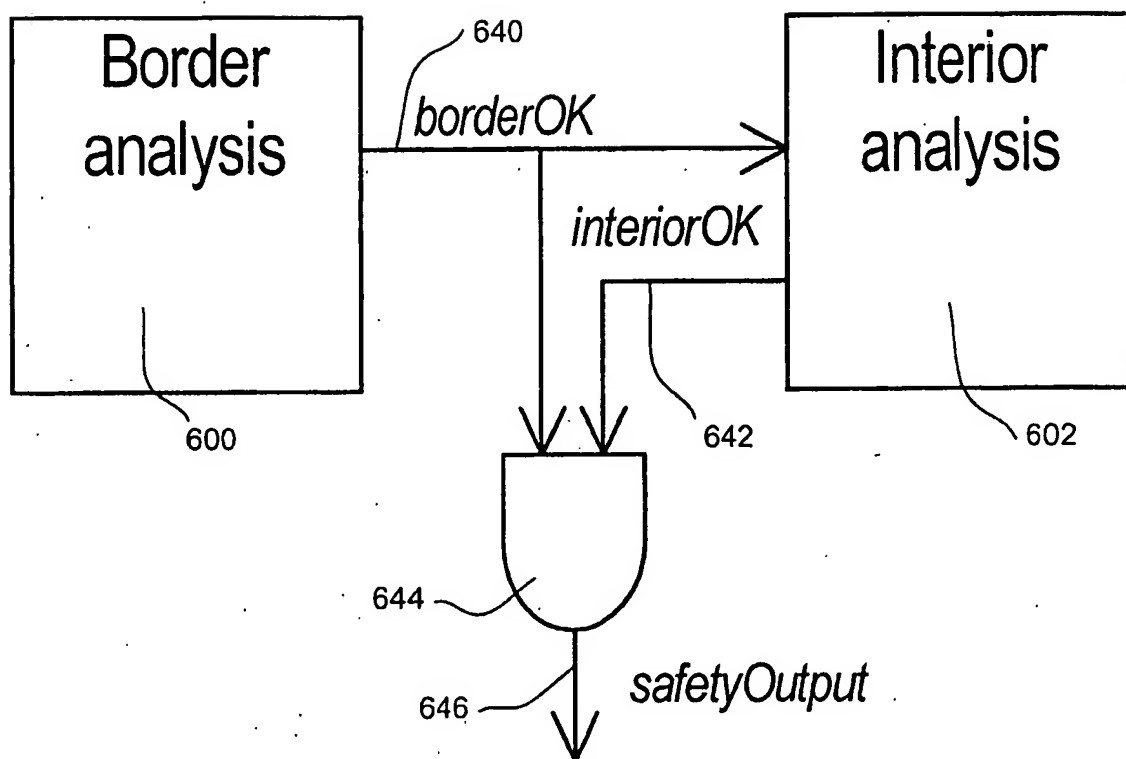 Border
analysis
640
borderOK
Interior
analysis
interiorOK
600
642
602
644
646
safetyOutput